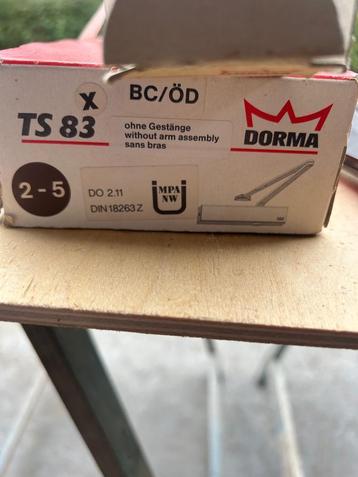 X BC/ÖD
TS 83
ohne Gestänge
without arm assembly
sans bras
DORMA
2-5
DO 2.11
DIN 18263 Z
MPA
NW